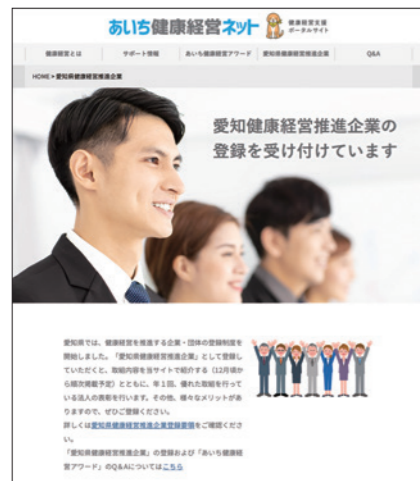 あいち健康経営ネット
健康経営支援
ポータルサイト
健康経営とは
サポート情報
あいち健康経営アワード
愛知県健康経営推進企業
Q&A
HOME > 愛知県健康経営推進企業
愛知健康経営推進企業の
登録を受け付けています
愛知県では、健康経営を推進する企業・団体の登録制度を
開始しました。「愛知県健康経営推進企業」として登録し
ていただくと、取組内容を当サイトで紹介する（12月頃か
ら順次掲載予定）とともに、年１回、優れた取組を行って
いる法人の表彰を行います。その他、様々なメリットがあ
りますので、ぜひご登録ください。
詳しくは愛知県健康経営推進企業登録要領をご確認くださ
い。
「愛知県健康経営推進企業」の登録および「あいち健康経
営アワード」のQ&Aについてはこちら